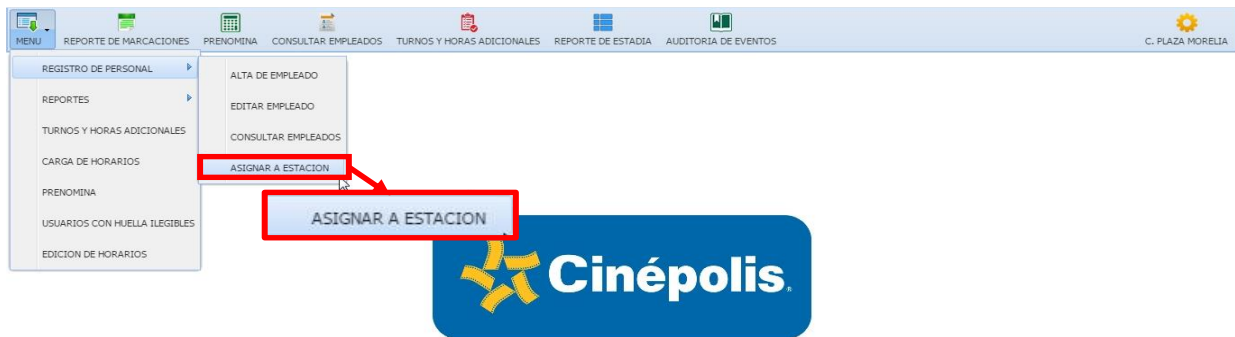 MENU
REPORTE DE MARCACIONES
PRENOMINA
CONSULTAR EMPLEADOS
TURNOS Y HORAS ADICIONALES
REPORTE DE ESTADIA
AUDITORIA DE EVENTOS
C. PLAZA MORELIA
REGISTRO DE PERSONAL
REPORTES
TURNOS Y HORAS ADICIONALES
CARGA DE HORARIOS
PRENOMINA
USUARIOS CON HUELLA ILEGIBLES
EDICION DE HORARIOS
ALTA DE EMPLEADO
EDITAR EMPLEADO
CONSULTAR EMPLEADOS
ASIGNAR A ESTACION
ASIGNAR A ESTACION
Cinépolis®